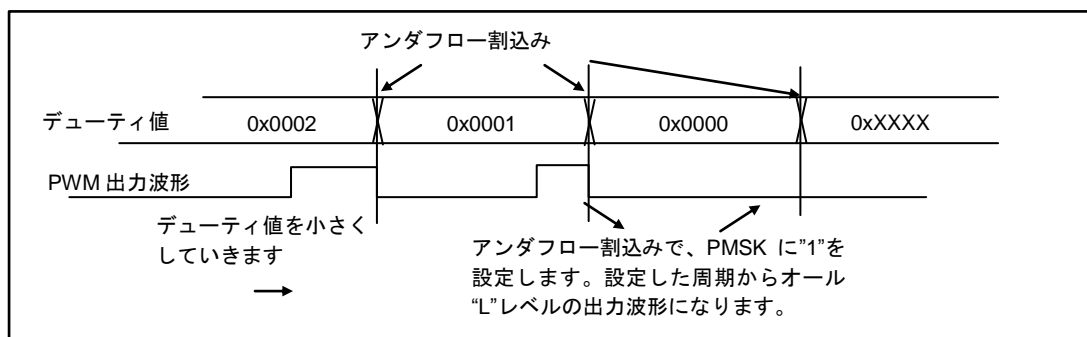 アンダフロー割込み
デューティ値
0x0002
0x0001
0x0000
0xXXXX
PWM 出力波形
デューティ値を小さく
していきます
アンダフロー割込みで、PMSK に”1”を
設定します。設定した周期からオール
“L”レベルの出力波形になります。